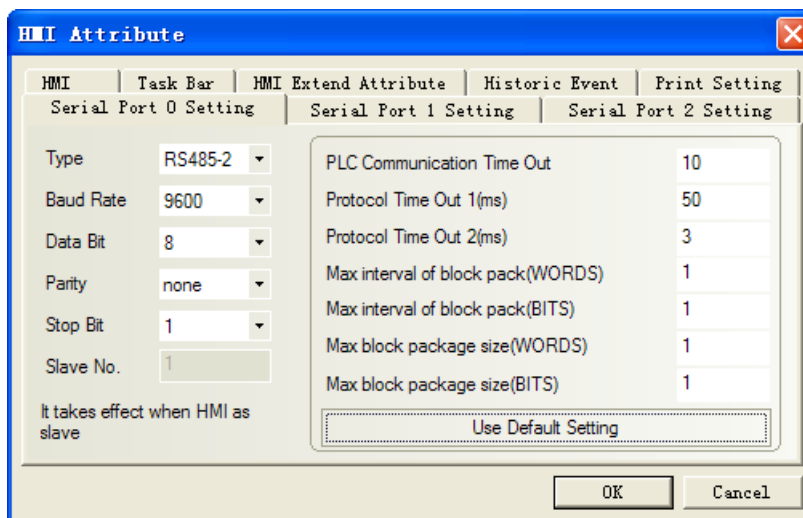 HMI Attribute
HMI Task Bar HMI Extend Attribute Historic Event Print Setting
Serial Port 0 Setting Serial Port 1 Setting Serial Port 2 Setting
Type RS485-2
Baud Rate 9600
Data Bit 8
Parity none
Stop Bit 1
Slave No. 1
It takes effect when HMI as
slave
PLC Communication Time Out 10
Protocol Time Out 1(ms) 50
Protocol Time Out 2(ms) 3
Max interval of block pack(WORDS) 1
Max interval of block pack(BITS) 1
Max block package size(WORDS) 1
Max block package size(BITS) 1
Use Default Setting
OK Cancel